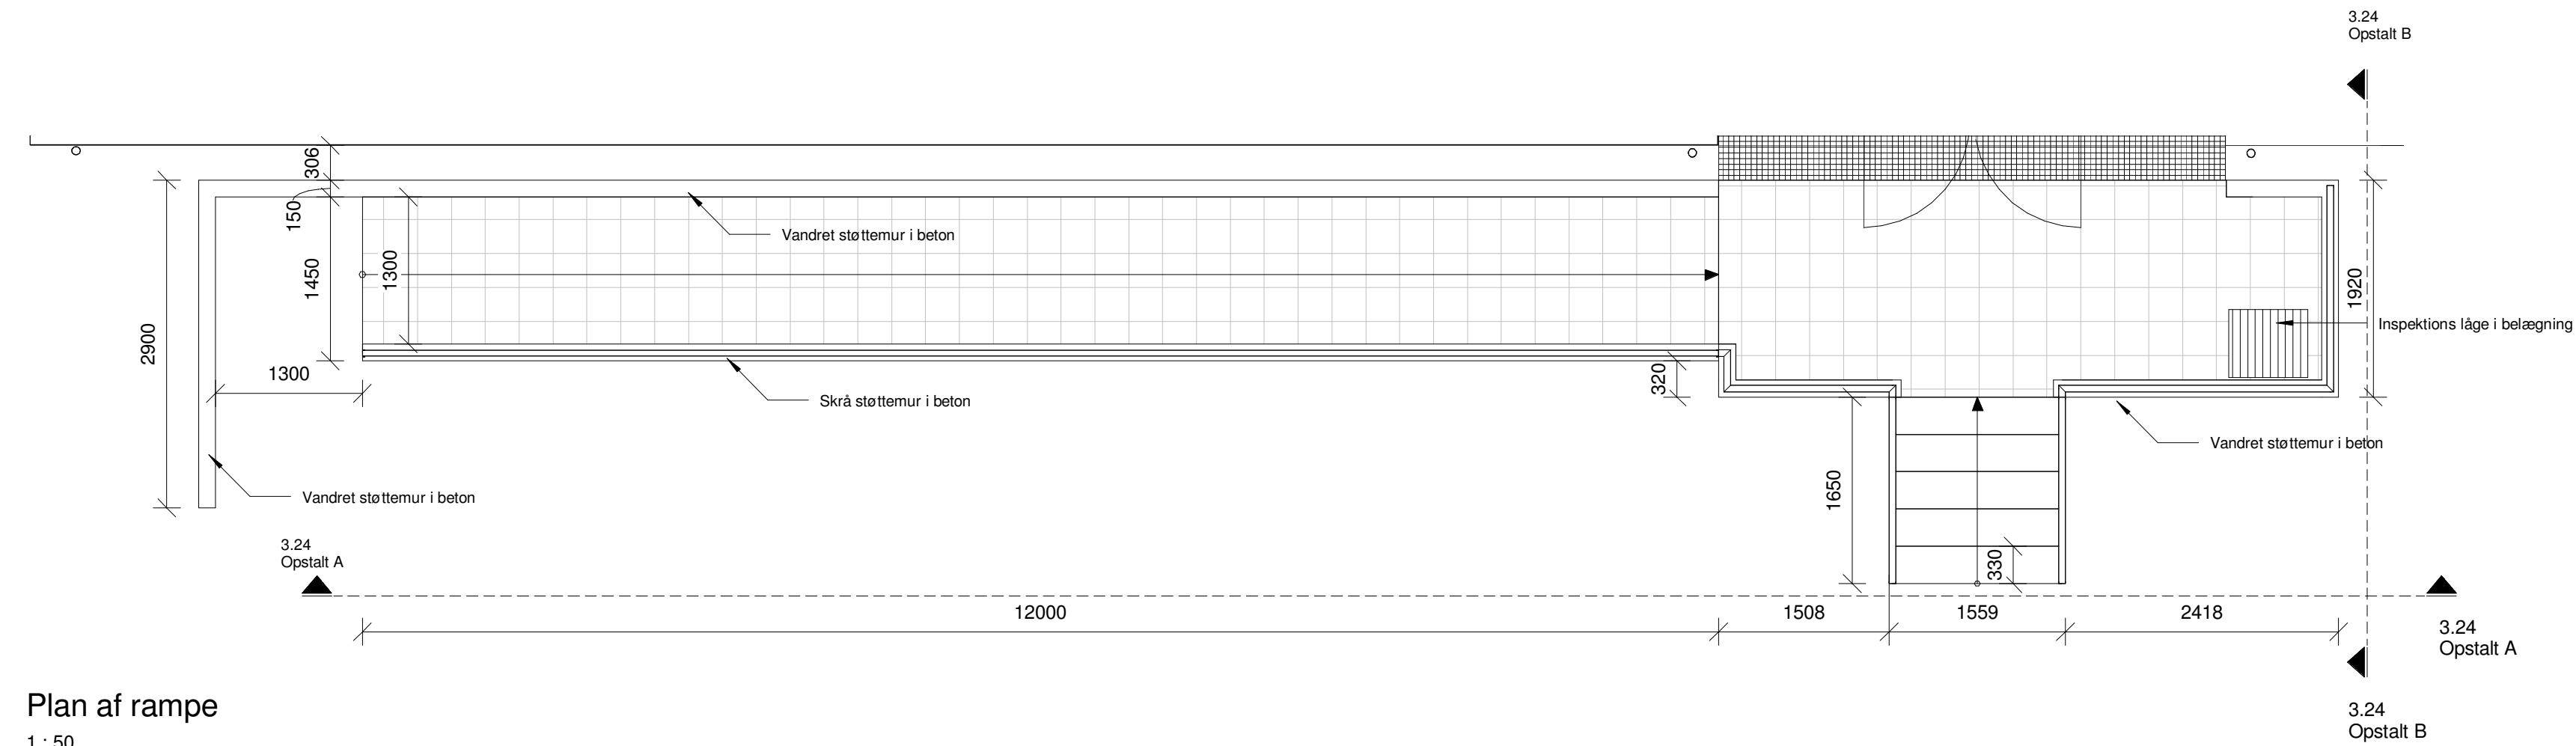 3.24
Opstalt B
306
150
Vandret støttemur i beton
1450
1300
1920
2900
Inspektions låge i belægning
1300
320
Skrå støttemur i beton
Vandret støttemur i beton
1650
Vandret støttemur i beton
3.24
Opstalt A
330
12000
1508
1559
2418
3.24
Opstalt A
Plan af rampe
3.24
Opstalt B
1 : 50